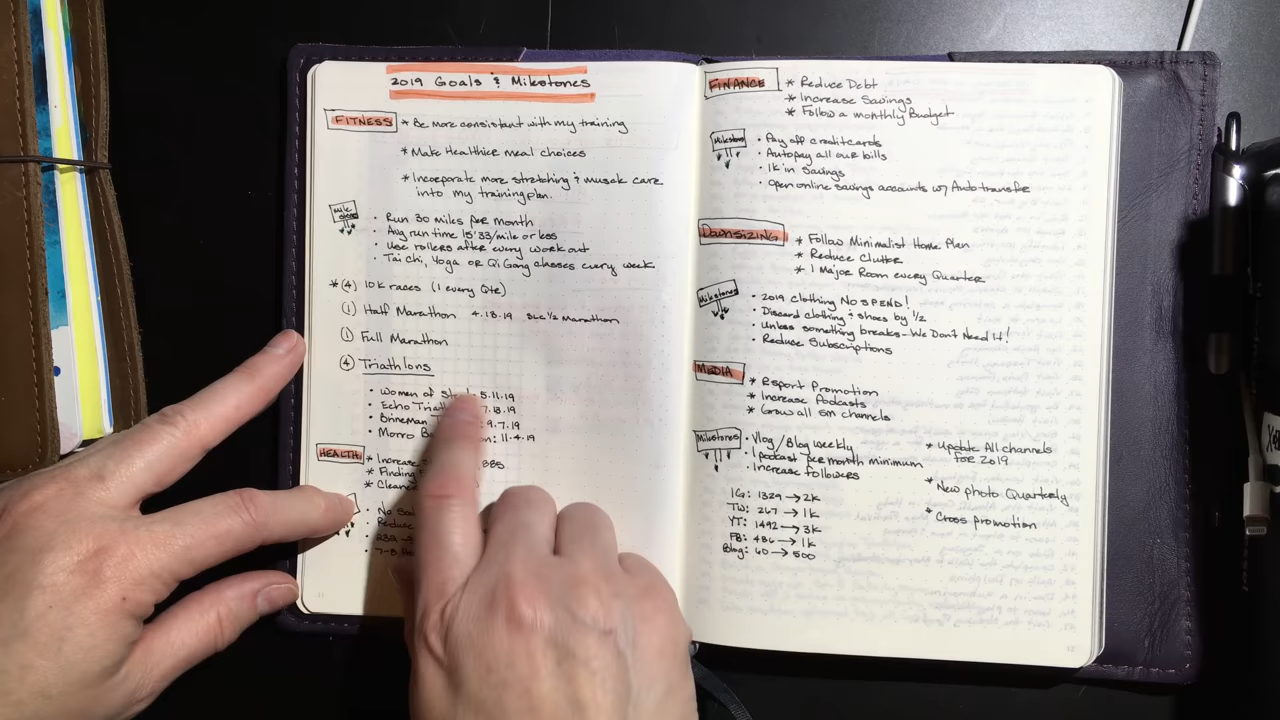 2019 Goals & Milestones
FITNESS * Be more consistent with my training
* Make Healthier meal choices
* Incorporate more stretching & muscle care
into my training plan.
Milestones
• Run 30 miles per month
• Avg run time 15'33/mile or less
• Use rollers after every work out
• Tai chi, Yoga or Qi Gong classes every week
* (4) 10k races (1 every Qtr)
(1) Half Marathon 4.13.19 SLC 1/2 Marathon
(1) Full Marathon
(4) Triathlons
• Women of 5.11.19
• Echo 7.13.19
• : 9.7.19
• Morro : 11.4.19
HEALTH * Increase 885
* Finding
*
• No
• Reduce
• 232
• 7-8
FINANCE * Reduce Debt
* Increase Savings
* Follow a monthly Budget
Milestones
• Pay off creditcards
• Autopay all our bills
• 1k in Savings
• Open online savings accounts w/ Auto transfer
DOWNSIZING * Follow Minimalist Home Plan
* Reduce Clutter
* 1 Major Room every Quarter
Milestones
• 2019 clothing NO SPEND!
• Discard clothing & shoes by 1/2
• Unless something breaks - We Don't Need It!
• Reduce Subscriptions
MEDIA * Rsport Promotion
* Increase Podcasts
* Grow all SM channels
Milestones
• Vlog / Blog weekly
• 1 podcast per month minimum
• Increase followers
IG: 1329 → 2k
TW: 267 → 1k
YT: 1492 → 3k
FB: 486 → 1k
Blog: 60 → 500
* Update All channels
for 2019
* New photo Quarterly
* Cross promotion